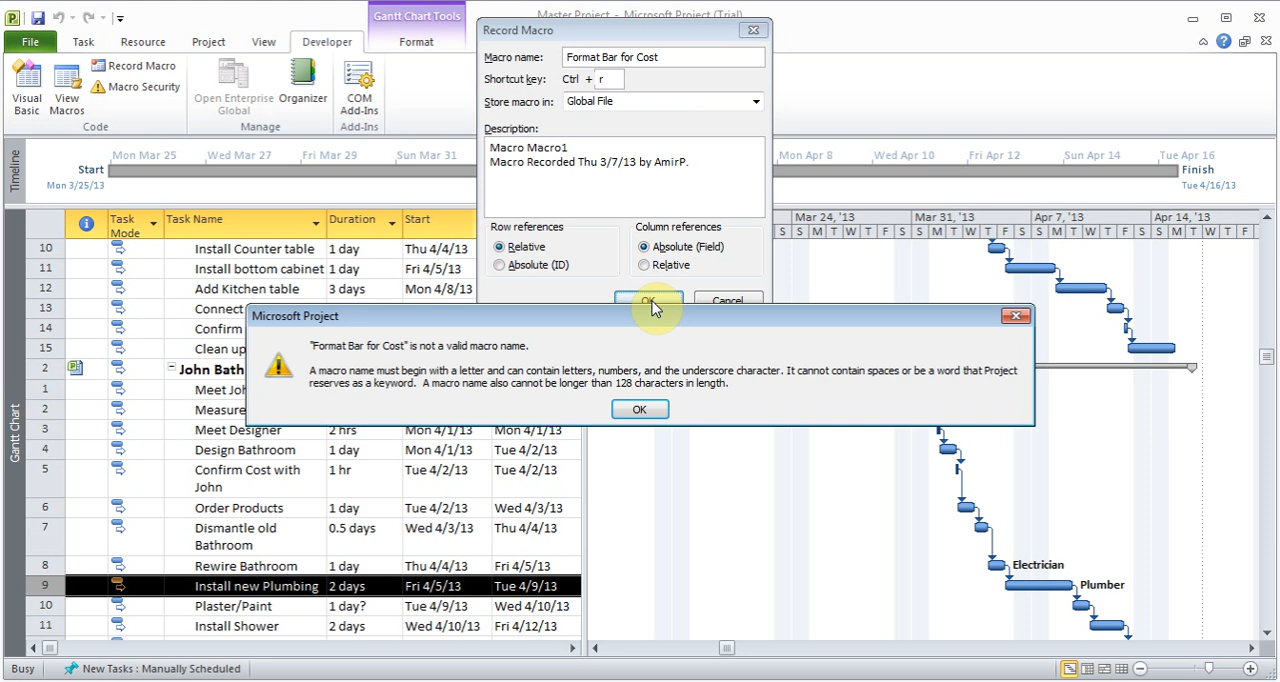 Gantt Chart Tools
Master Project - Microsoft Project (Trial)
File Task Resource Project View Developer Format
Visual Basic
View Macros
Record Macro
Macro Security
Code
Open Enterprise Global
Organizer
Manage
COM Add-Ins
Add-Ins
Record Macro
Macro name: Format Bar for Cost
Shortcut key: Ctrl + r
Store macro in: Global File
Description:
Macro Macro1
Macro Recorded Thu 3/7/13 by AmirP.
Row references
Relative
Absolute (ID)
Column references
Absolute (Field)
Relative
OK Cancel
Timeline
Mon Mar 25 Wed Mar 27 Fri Mar 29 Sun Mar 31 Mon Apr 8 Wed Apr 10 Fri Apr 12 Sun Apr 14 Tue Apr 16
Start
Mon 3/25/13
Finish
Tue 4/16/13
Task Mode Task Name Duration Start
Mar 24, '13 Mar 31, '13 Apr 7, '13 Apr 14, '13
S S M T W T F S S M T W T F S S M T W T F S S M T W T F
10 Install Counter table 1 day Thu 4/4/13
11 Install bottom cabinet 1 day Fri 4/5/13
12 Add Kitchen table 3 days Mon 4/8/13
13 Connect
14 Confirm
15 Clean up
2 John Bath
1 Meet Joh
2 Measure
3 Meet Designer 2 hrs Mon 4/1/13 Mon 4/1/13
4 Design Bathroom 1 day Mon 4/1/13 Tue 4/2/13
5 Confirm Cost with John 1 hr Tue 4/2/13 Tue 4/2/13
6 Order Products 1 day Tue 4/2/13 Wed 4/3/13
7 Dismantle old Bathroom 0.5 days Wed 4/3/13 Thu 4/4/13
8 Rewire Bathroom 1 day Thu 4/4/13 Fri 4/5/13
9 Install new Plumbing 2 days Fri 4/5/13 Tue 4/9/13
10 Plaster/Paint 1 day? Tue 4/9/13 Wed 4/10/13
11 Install Shower 2 days Wed 4/10/13 Fri 4/12/13
Electrician
Plumber
Gantt Chart
Microsoft Project
"Format Bar for Cost" is not a valid macro name.
A macro name must begin with a letter and can contain letters, numbers, and the underscore character. It cannot contain spaces or be a word that Project
reserves as a keyword. A macro name also cannot be longer than 128 characters in length.
OK
Busy New Tasks : Manually Scheduled